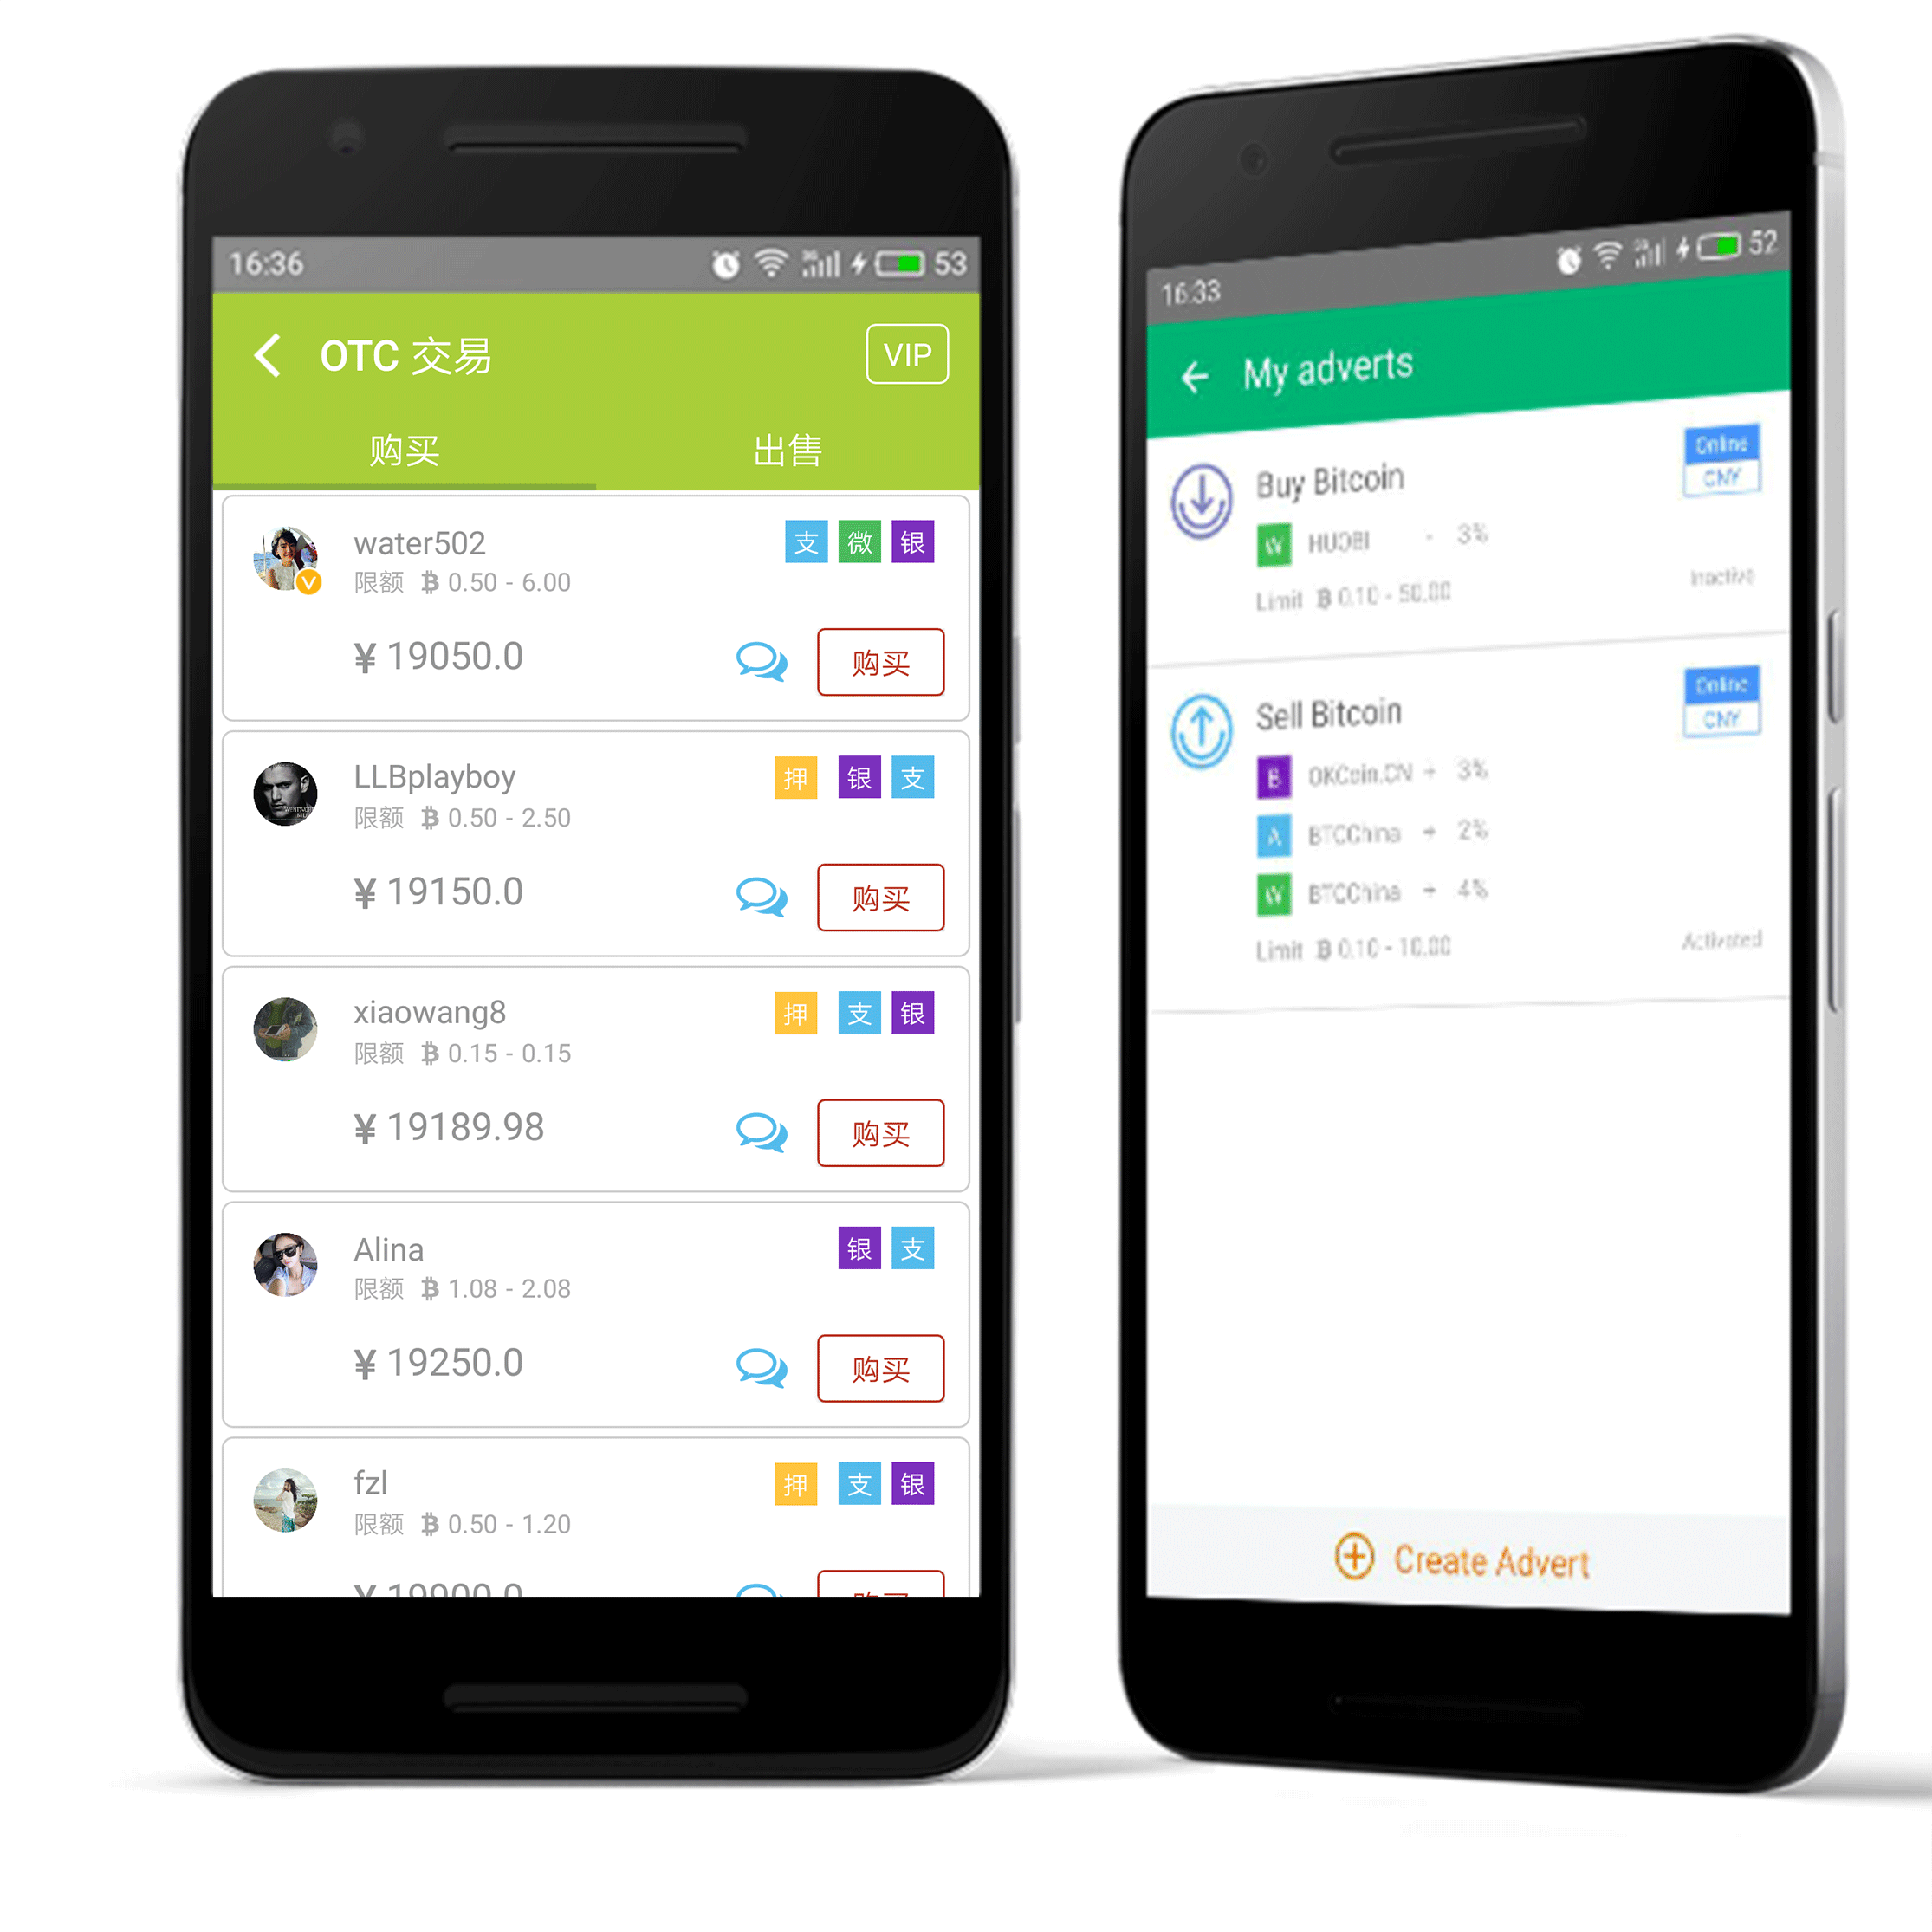 16:36 53
OTC 交易 VIP
购买 出售
water502 支 微 银
限额 B 0.50 - 6.00
¥ 19050.0 购买
LLBplayboy 押 银 支
限额 B 0.50 - 2.50
¥ 19150.0 购买
xiaowang8 押 支 银
限额 B 0.15 - 0.15
¥ 19189.98 购买
Alina 银 支
限额 B 1.08 - 2.08
¥ 19250.0 购买
fzl 押 支 银
限额 B 0.50 - 1.20
16:33 52
My adverts
Buy Bitcoin Online
CNY
W HUOBI - 3%
Inactive
Limit B 0.10 - 50.00
Sell Bitcoin Online
CNY
B OKCoin.CN + 3%
A BTCChina + 2%
W BTCChina + 4%
Limit B 0.10 - 10.00 Activated
Create Advert